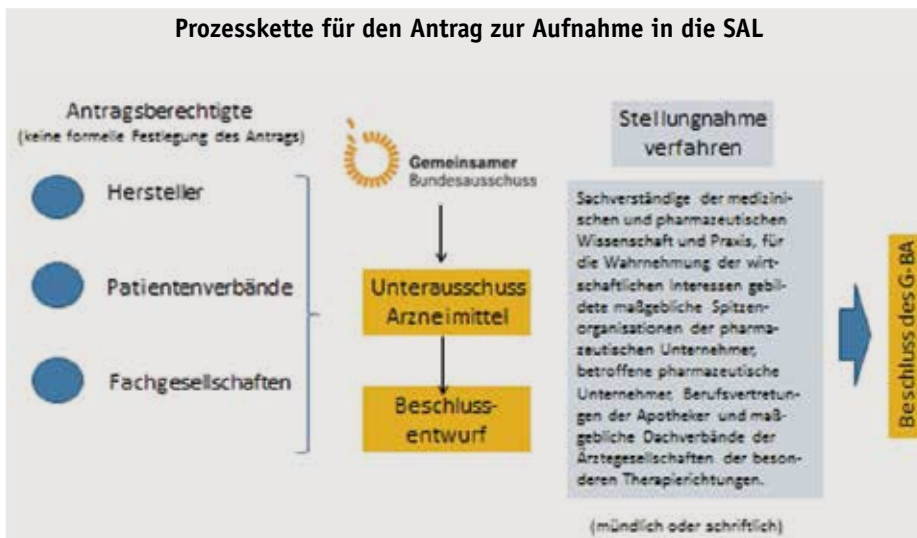 Prozesskette für den Antrag zur Aufnahme in die SAL
Antragsberechtigte
(keine formelle Festlegung des Antrags)
Hersteller
Patientenverbände
Fachgesellschaften
Gemeinsamer
Bundesausschuss
Unterausschuss
Arzneimittel
Beschluss-
entwurf
Stellungnahme
verfahren
Sachverständige der medizini-
schen und pharmazeutischen
Wissenschaft und Praxis, für
die Wahrnehmung der wirt-
schaftlichen Interessen gebil-
dete maßgebliche Spitzen-
organisationen der pharma-
zeutischen Unternehmer,
betroffene pharmazeutische
Unternehmer, Berufsvertretun-
gen der Apotheker und maß-
gebliche Dachverbände der
Ärztegesellschaften der beson-
deren Therapierichtungen.
(mündlich oder schriftlich)
Beschluss des G-BA